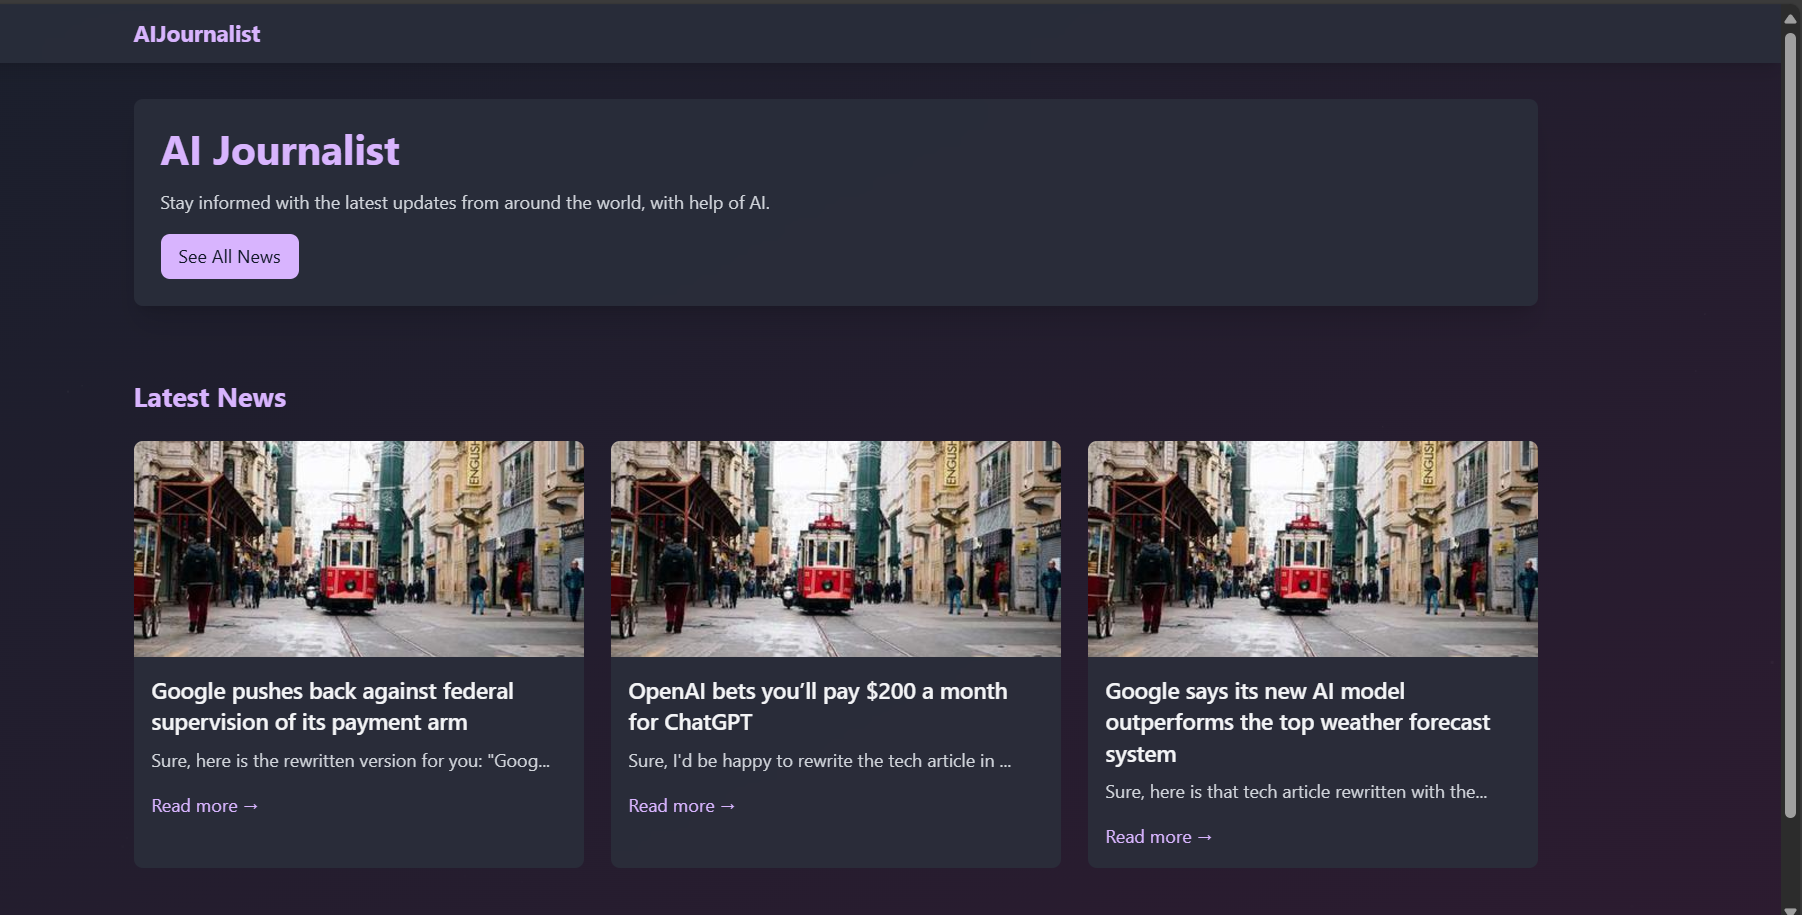 AIJournalist
AI Journalist
Stay informed with the latest updates from around the world, with help of AI.
See All News
Latest News
ENGLISH
ENGLISH
ENGLISH
Google pushes back against federal
supervision of its payment arm
Sure, here is the rewritten version for you: "Goog...
Read more →
OpenAI bets you’ll pay $200 a month
for ChatGPT
Sure, I'd be happy to rewrite the tech article in ...
Read more →
Google says its new AI model
outperforms the top weather forecast
system
Sure, here is that tech article rewritten with the...
Read more →